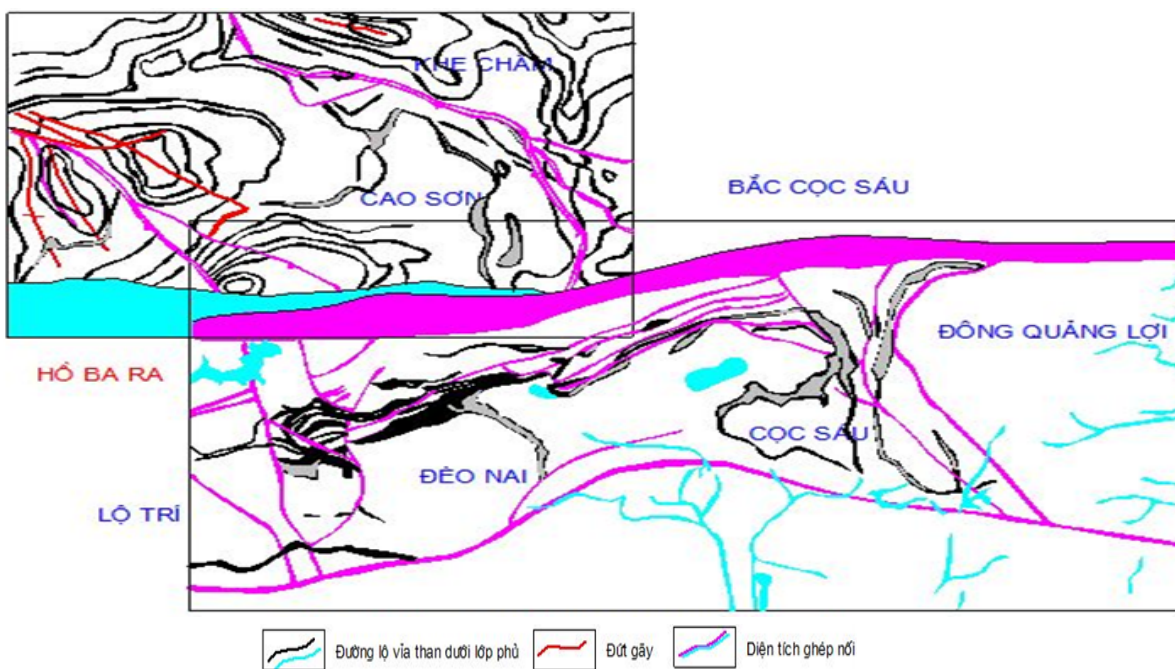 KHE CHÀM
CAO SƠN
BẮC CỌC SÁU
ĐÔNG QUẢNG LỢI
HỒ BA RA
CỌC SÁU
ĐÈO NAI
LỘ TRÍ
Đường lộ vỉa than dưới lớp phủ
Đứt gãy
Diện tích ghép nối